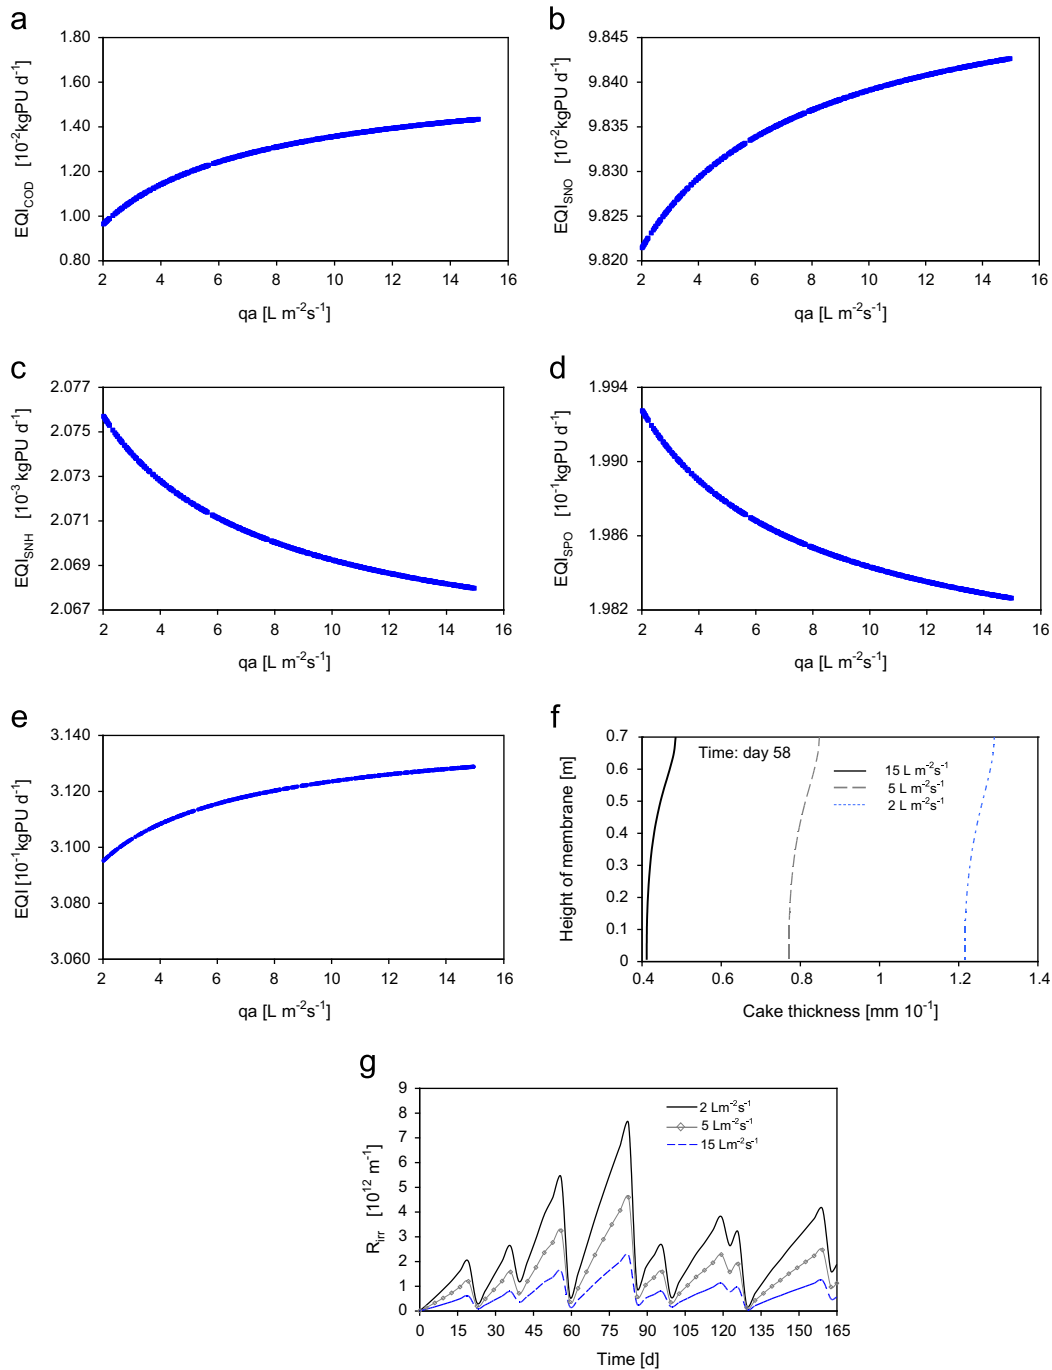 a
1.80
1.60
1.40
1.20
1.00
0.80
EQI_COD [10^-2 kgPU d^-1]
2 4 6 8 10 12 14 16
qa [L m^-2 s^-1]
b
9.845
9.840
9.835
9.830
9.825
9.820
EQI_SNO [10^-2 kgPU d^-1]
2 4 6 8 10 12 14 16
qa [L m^-2 s^-1]
c
2.077
2.075
2.073
2.071
2.069
2.067
EQI_SNH [10^-3 kgPU d^-1]
2 4 6 8 10 12 14 16
qa [L m^-2 s^-1]
d
1.994
1.990
1.986
1.982
EQI_SPO [10^-1 kgPU d^-1]
2 4 6 8 10 12 14 16
qa [L m^-2 s^-1]
e
3.140
3.120
3.100
3.080
3.060
EQI [10^-1 kgPU d^-1]
2 4 6 8 10 12 14 16
qa [L m^-2 s^-1]
f
0.7
0.6
0.5
0.4
0.3
0.2
0.1
0
Height of membrane [m]
Time: day 58
15 L m^-2 s^-1
5 L m^-2 s^-1
2 L m^-2 s^-1
0.4 0.6 0.8 1 1.2 1.4
Cake thickness [mm 10^-1]
g
9
8
7
6
5
4
3
2
1
0
R_irr [10^12 m^-1]
2 Lm^-2 s^-1
5 Lm^-2 s^-1
15 Lm^-2 s^-1
0 15 30 45 60 75 90 105 120 135 150 165
Time [d]